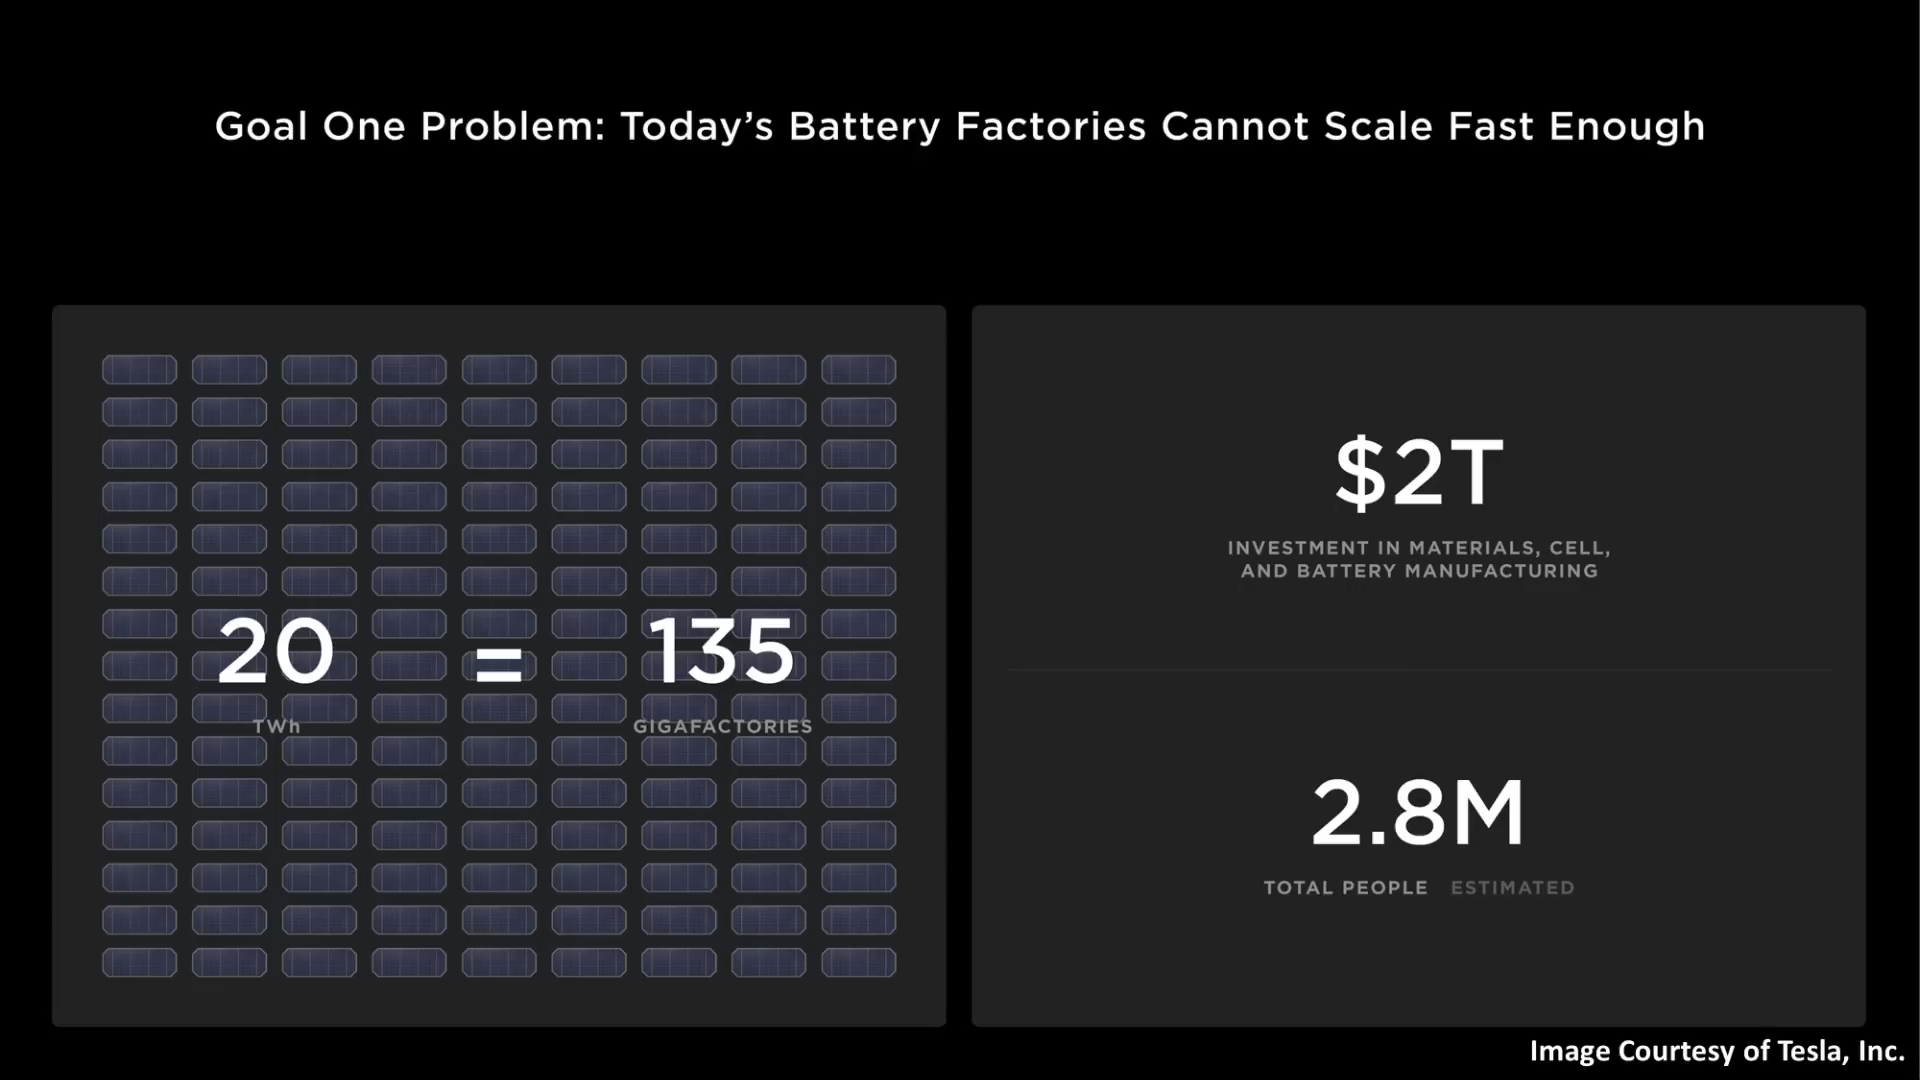 Goal One Problem: Today’s Battery Factories Cannot Scale Fast Enough
20
=
135
TWh
GIGAFACTORIES
$2T
INVESTMENT IN MATERIALS, CELL,
AND BATTERY MANUFACTURING
2.8M
TOTAL PEOPLE ESTIMATED
Image Courtesy of Tesla, Inc.